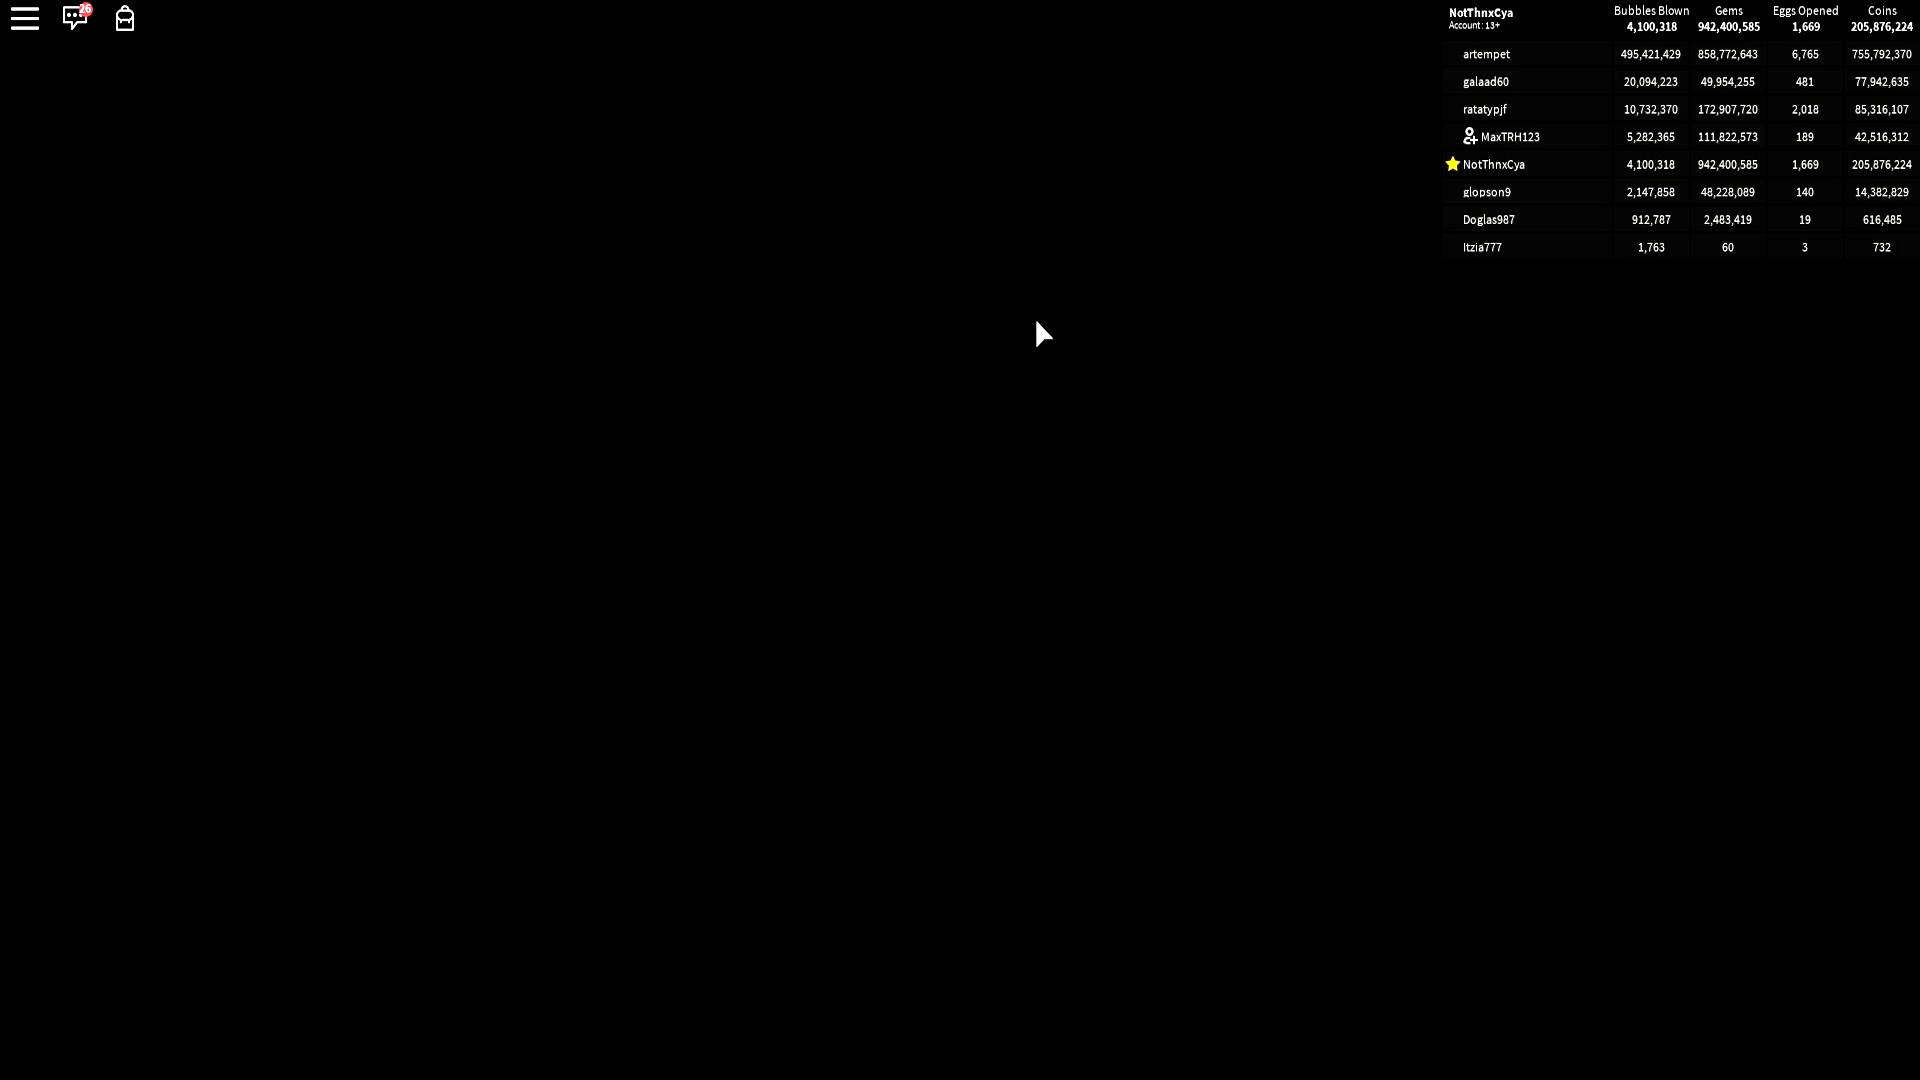 26
NotThnxCya Bubbles Blown Gems Eggs Opened Coins
Account: 13+ 4,100,318 942,400,585 1,669 205,876,224
artempet 495,421,429 858,772,643 6,765 755,792,370
galaad60 20,094,223 49,954,255 481 77,942,635
ratatypjf 10,732,370 172,907,720 2,018 85,316,107
MaxTRH123 5,282,365 111,822,573 189 42,516,312
NotThnxCya 4,100,318 942,400,585 1,669 205,876,224
glopson9 2,147,858 48,228,089 140 14,382,829
Doglas987 912,787 2,483,419 19 616,485
Itzia777 1,763 60 3 732